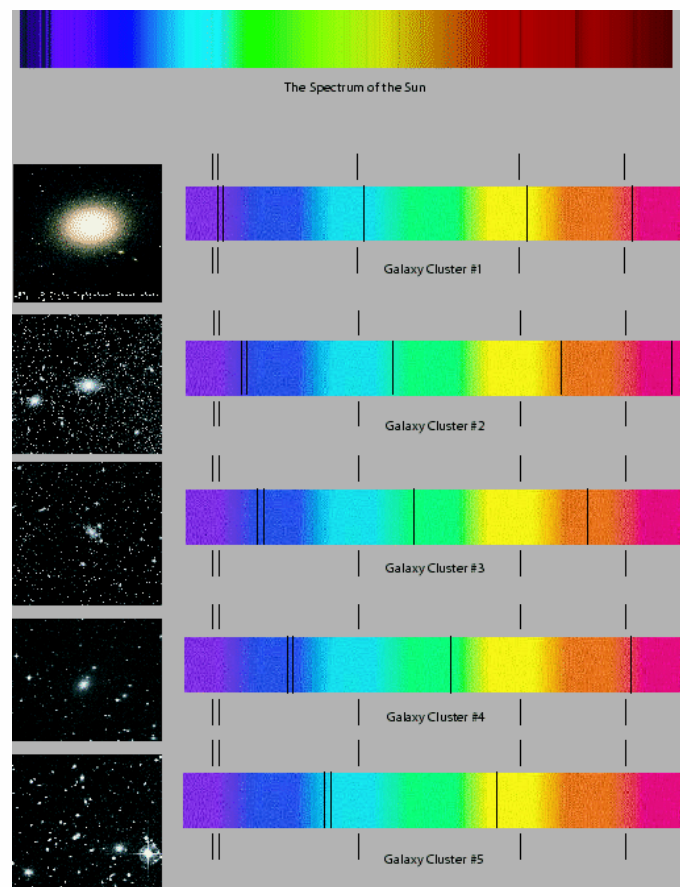 The Spectrum of the Sun
Galaxy Cluster #1
Galaxy Cluster #2
Galaxy Cluster #3
Galaxy Cluster #4
Galaxy Cluster #5